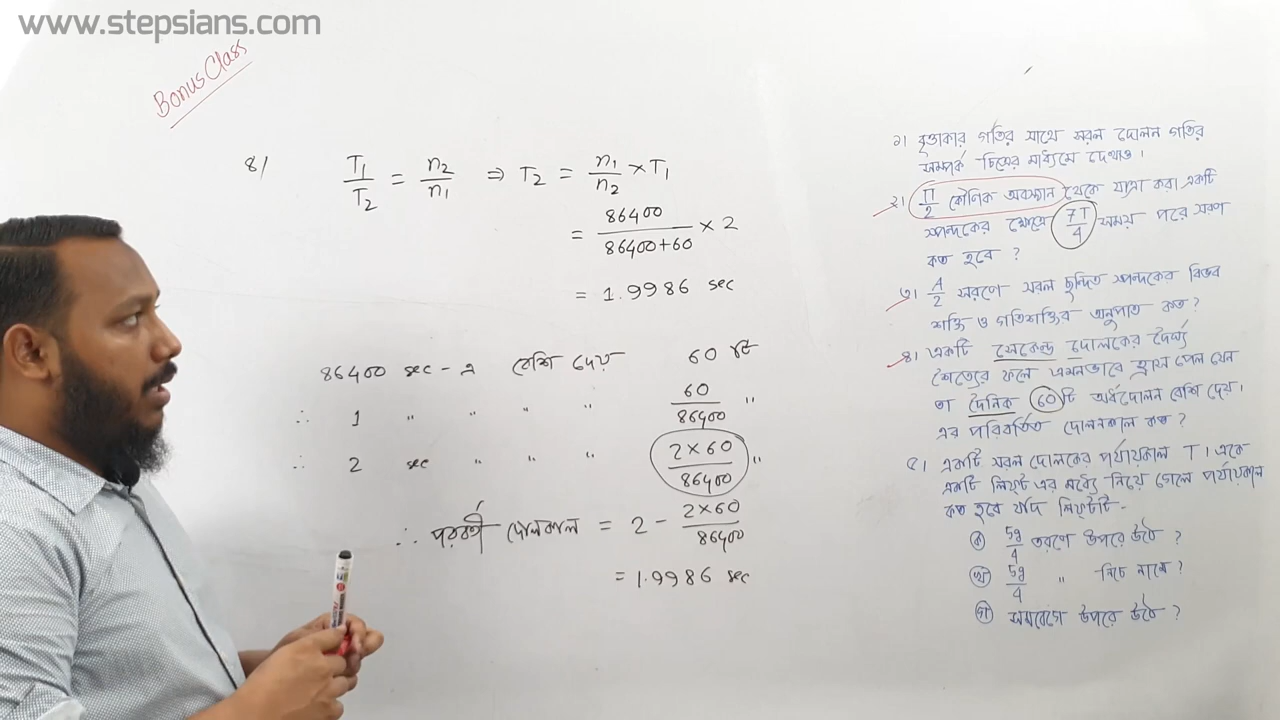 www.stepsians.com
Bonus Class
৪/ T₁/T₂ = n₂/n₁ ⇒ T₂ = n₁/n₂ × T₁
= 86400/(86400+60) × 2
= 1.9986 sec
86400 sec - এ বেশি দেয় 60 টি
∴ 1 " " " " 60/86400 "
∴ 2 sec " " " 2×60/86400 "
∴ পরবর্তী দোলকাল = 2 - 2×60/86400
= 1.9986 sec
১। বৃত্তাকার গতির সাথে সরল দোলন গতির
সম্পর্ক চিত্রের মাধ্যমে দেখাও।
২। π/2 কৌণিক অবস্থান থেকে যাত্রা করা একটি
স্পন্দকের ক্ষেত্রে 7T/4 সময় পরে সরণ
কত হবে ?
৩। A/2 সরণে সরল ছন্দিত স্পন্দকের বিভব
শক্তি ও গতিশক্তির অনুপাত কত?
৪। একটি সেকেন্ড দোলকের দৈর্ঘ্য
শৈত্যের ফলে এমনভাবে হ্রাস পেল যেন
তা দৈনিক 60টি অর্ধদোলন বেশি দেয়।
এর পরিবর্তিত দোলনকাল কত ?
৫। একটি সরল দোলকের পর্যায়কাল T। একে
একটি লিফ্ট এর মধ্যে নিয়ে গেলে পর্যায়কাল
কত হবে যদি লিফ্টটি -
ক) 5g/4 ত্বরণে উপরে উঠে ?
খ) 5g/4 " নিচে নামে ?
গ) সমবেগে উপরে উঠে ?